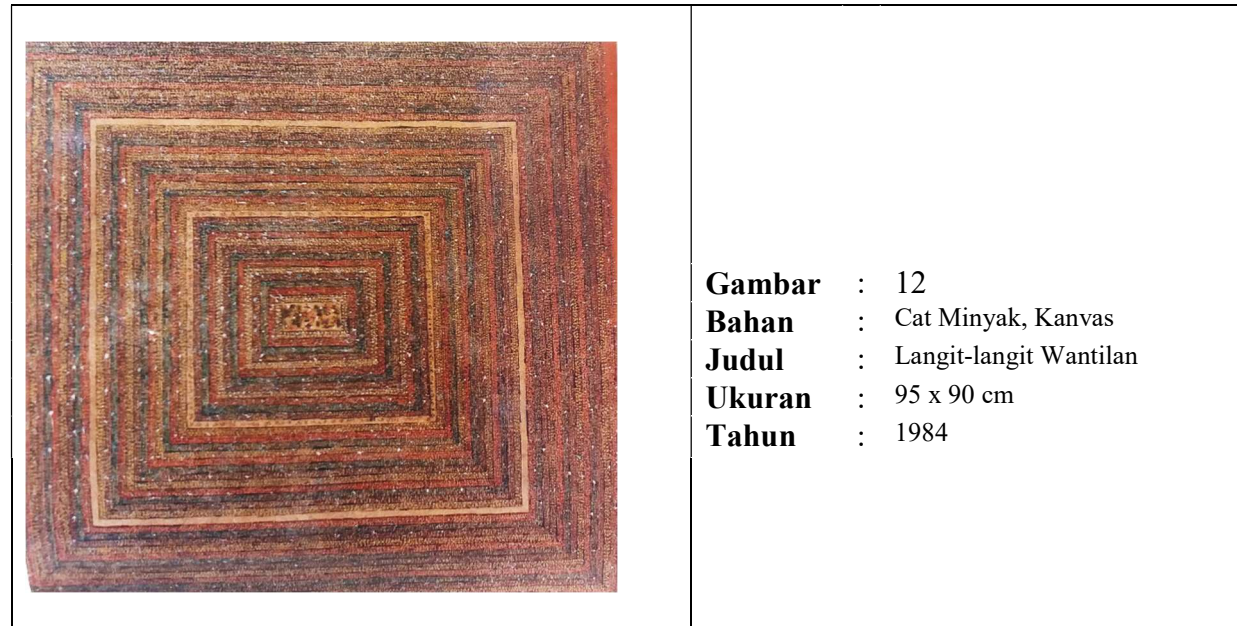 Gambar : 12
Bahan : Cat Minyak, Kanvas
Judul : Langit-langit Wantilan
Ukuran : 95 x 90 cm
Tahun : 1984